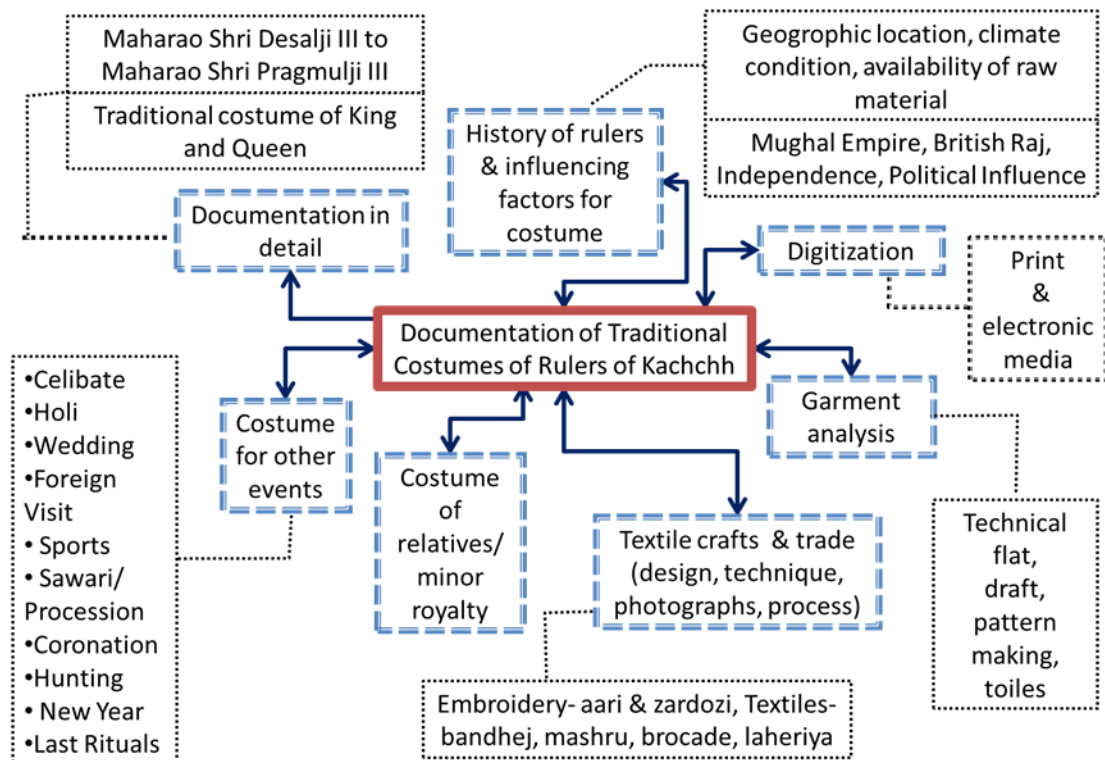 Maharao Shri Desalji III to
Maharao Shri Pragmulji III
Traditional costume of King
and Queen
Geographic location, climate
condition, availability of raw
material
Mughal Empire, British Raj,
Independence, Political Influence
History of rulers
& influencing
factors for
costume
Documentation in
detail
Digitization
Print
&
electronic
media
Documentation of Traditional
Costumes of Rulers of Kachchh
•Celibate
•Holi
•Wedding
•Foreign
Visit
• Sports
• Sawari/
Procession
•Coronation
•Hunting
• New Year
•Last Rituals
Costume
for other
events
Costume
of
relatives/
minor
royalty
Textile crafts & trade
(design, technique,
photographs, process)
Garment
analysis
Technical
flat,
draft,
pattern
making,
toiles
Embroidery- aari & zardozi, Textiles-
bandhej, mashru, brocade, laheriya